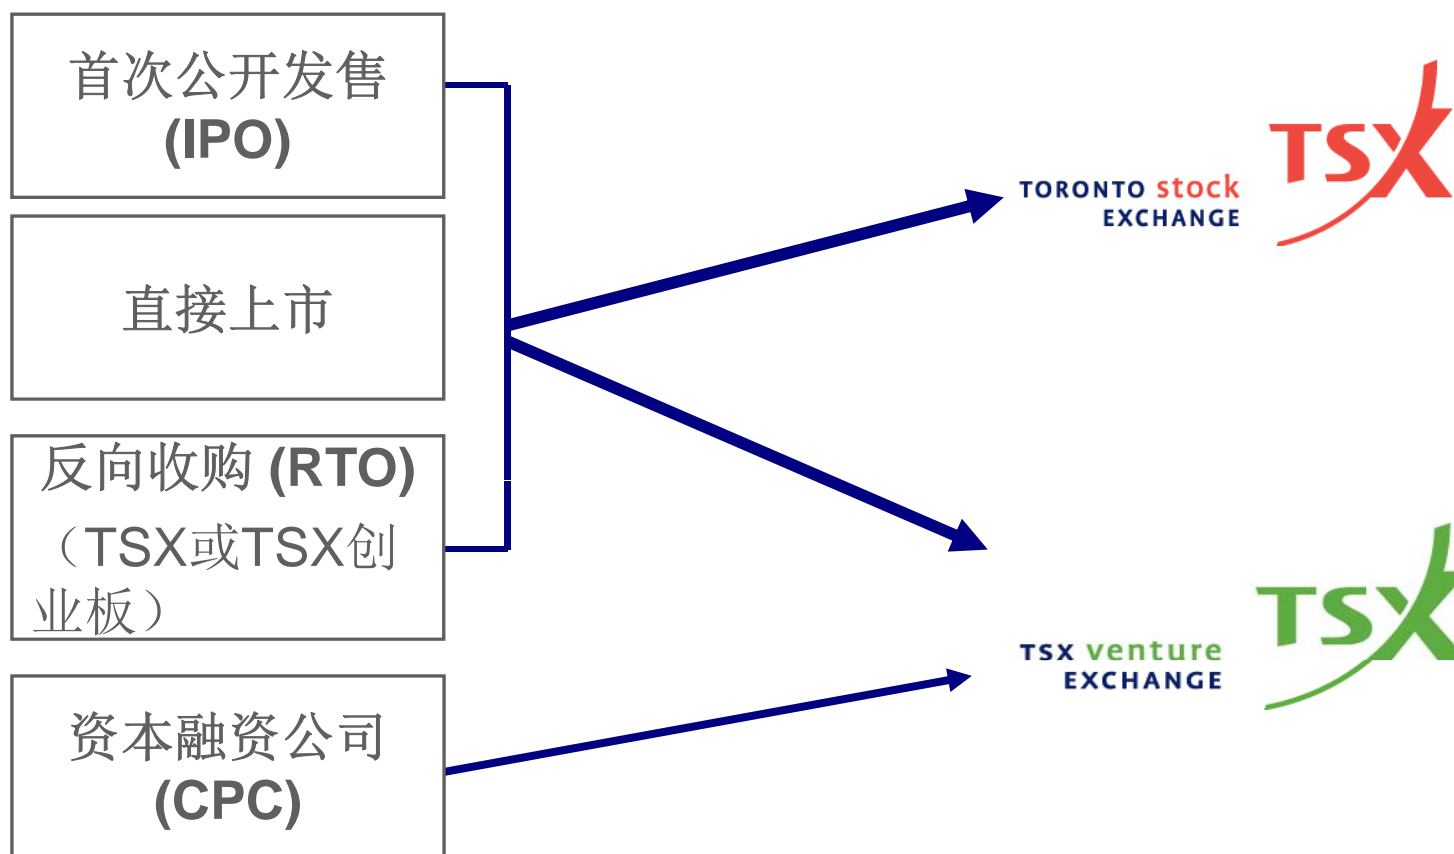 首次公开发售
(IPO)
直接上市
反向收购 (RTO)
（TSX或TSX创
业板）
资本融资公司
(CPC)
TORONTO stock
EXCHANGE
TSX
TSX venture
EXCHANGE
TSX